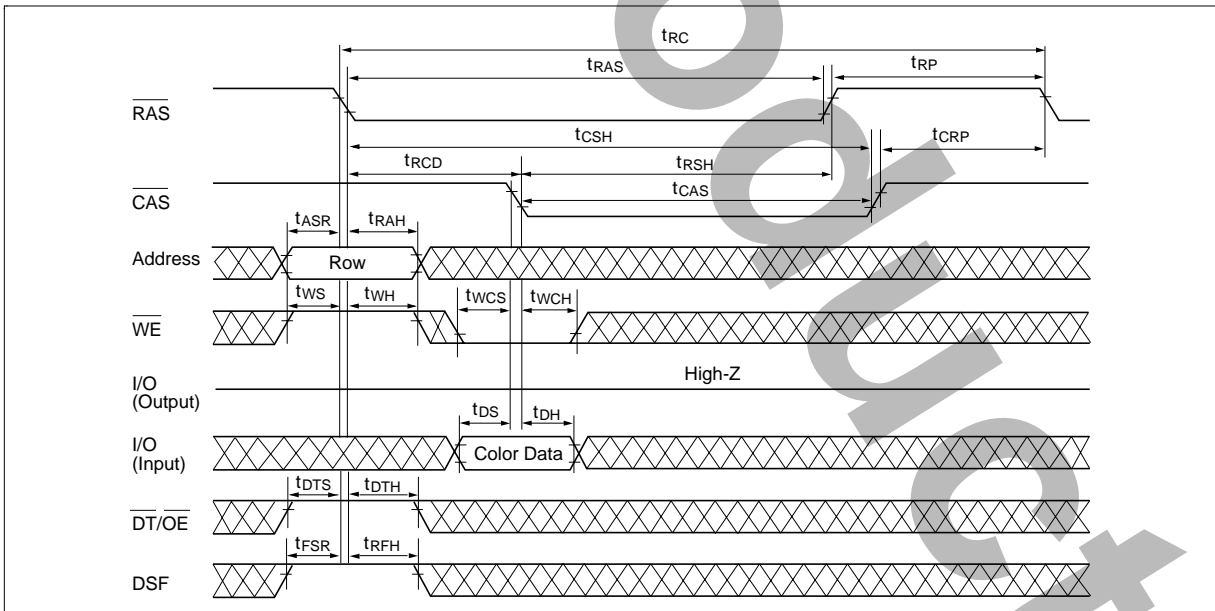 tRC
tRAS tRP
RAS
tCSH tCRP
tRCD tRSH
CAS tCAS
tASR tRAH
Address Row
tWS tWH tWCS tWCH
WE
High-Z
I/O
(Output)
tDS tDH
I/O
(Input) Color Data
tDTS tDTH
DT/OE
tFSR tRFH
DSF
oduct